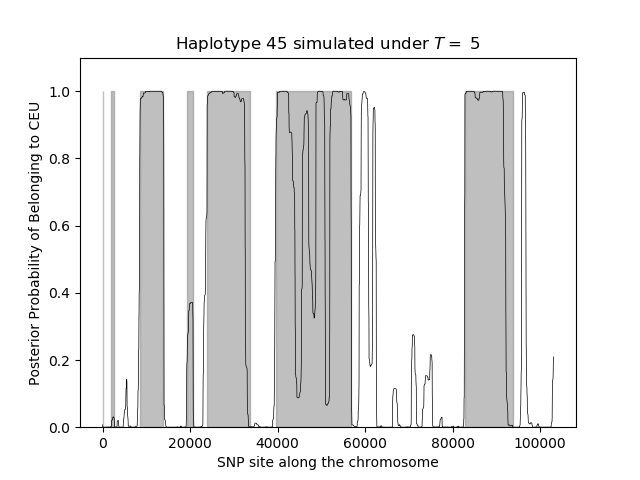 Haplotype 45 simulated under T = 5
Posterior Probability of Belonging to CEU
1.0
0.8
0.6
0.4
0.2
0.0
0 20000 40000 60000 80000 100000
SNP site along the chromosome